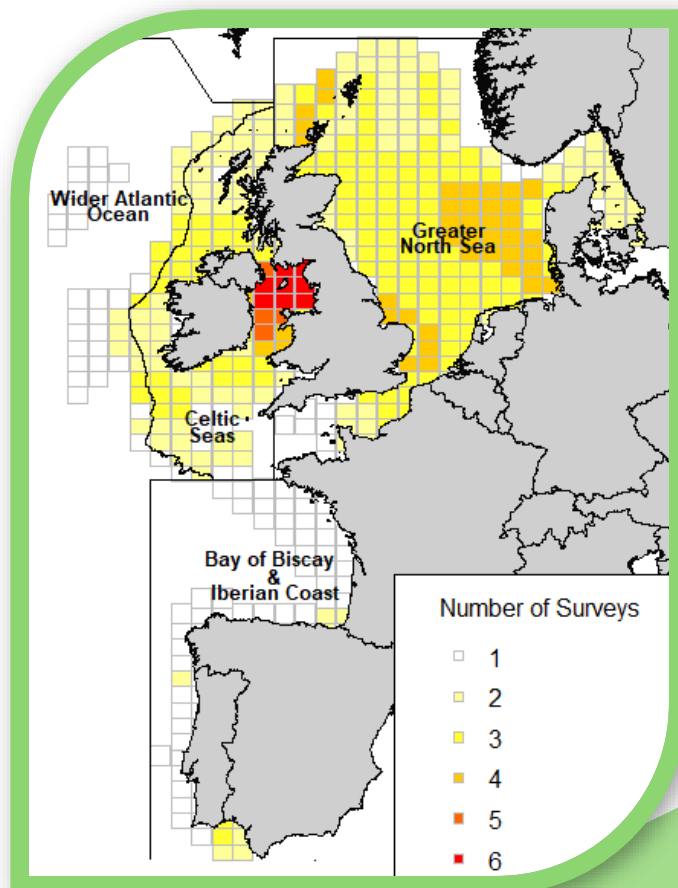 Wider Atlantic
Ocean
Greater
North Sea
Celtic
Seas
Bay of Biscay
&
Iberian Coast
Number of Surveys
1
2
3
4
5
6